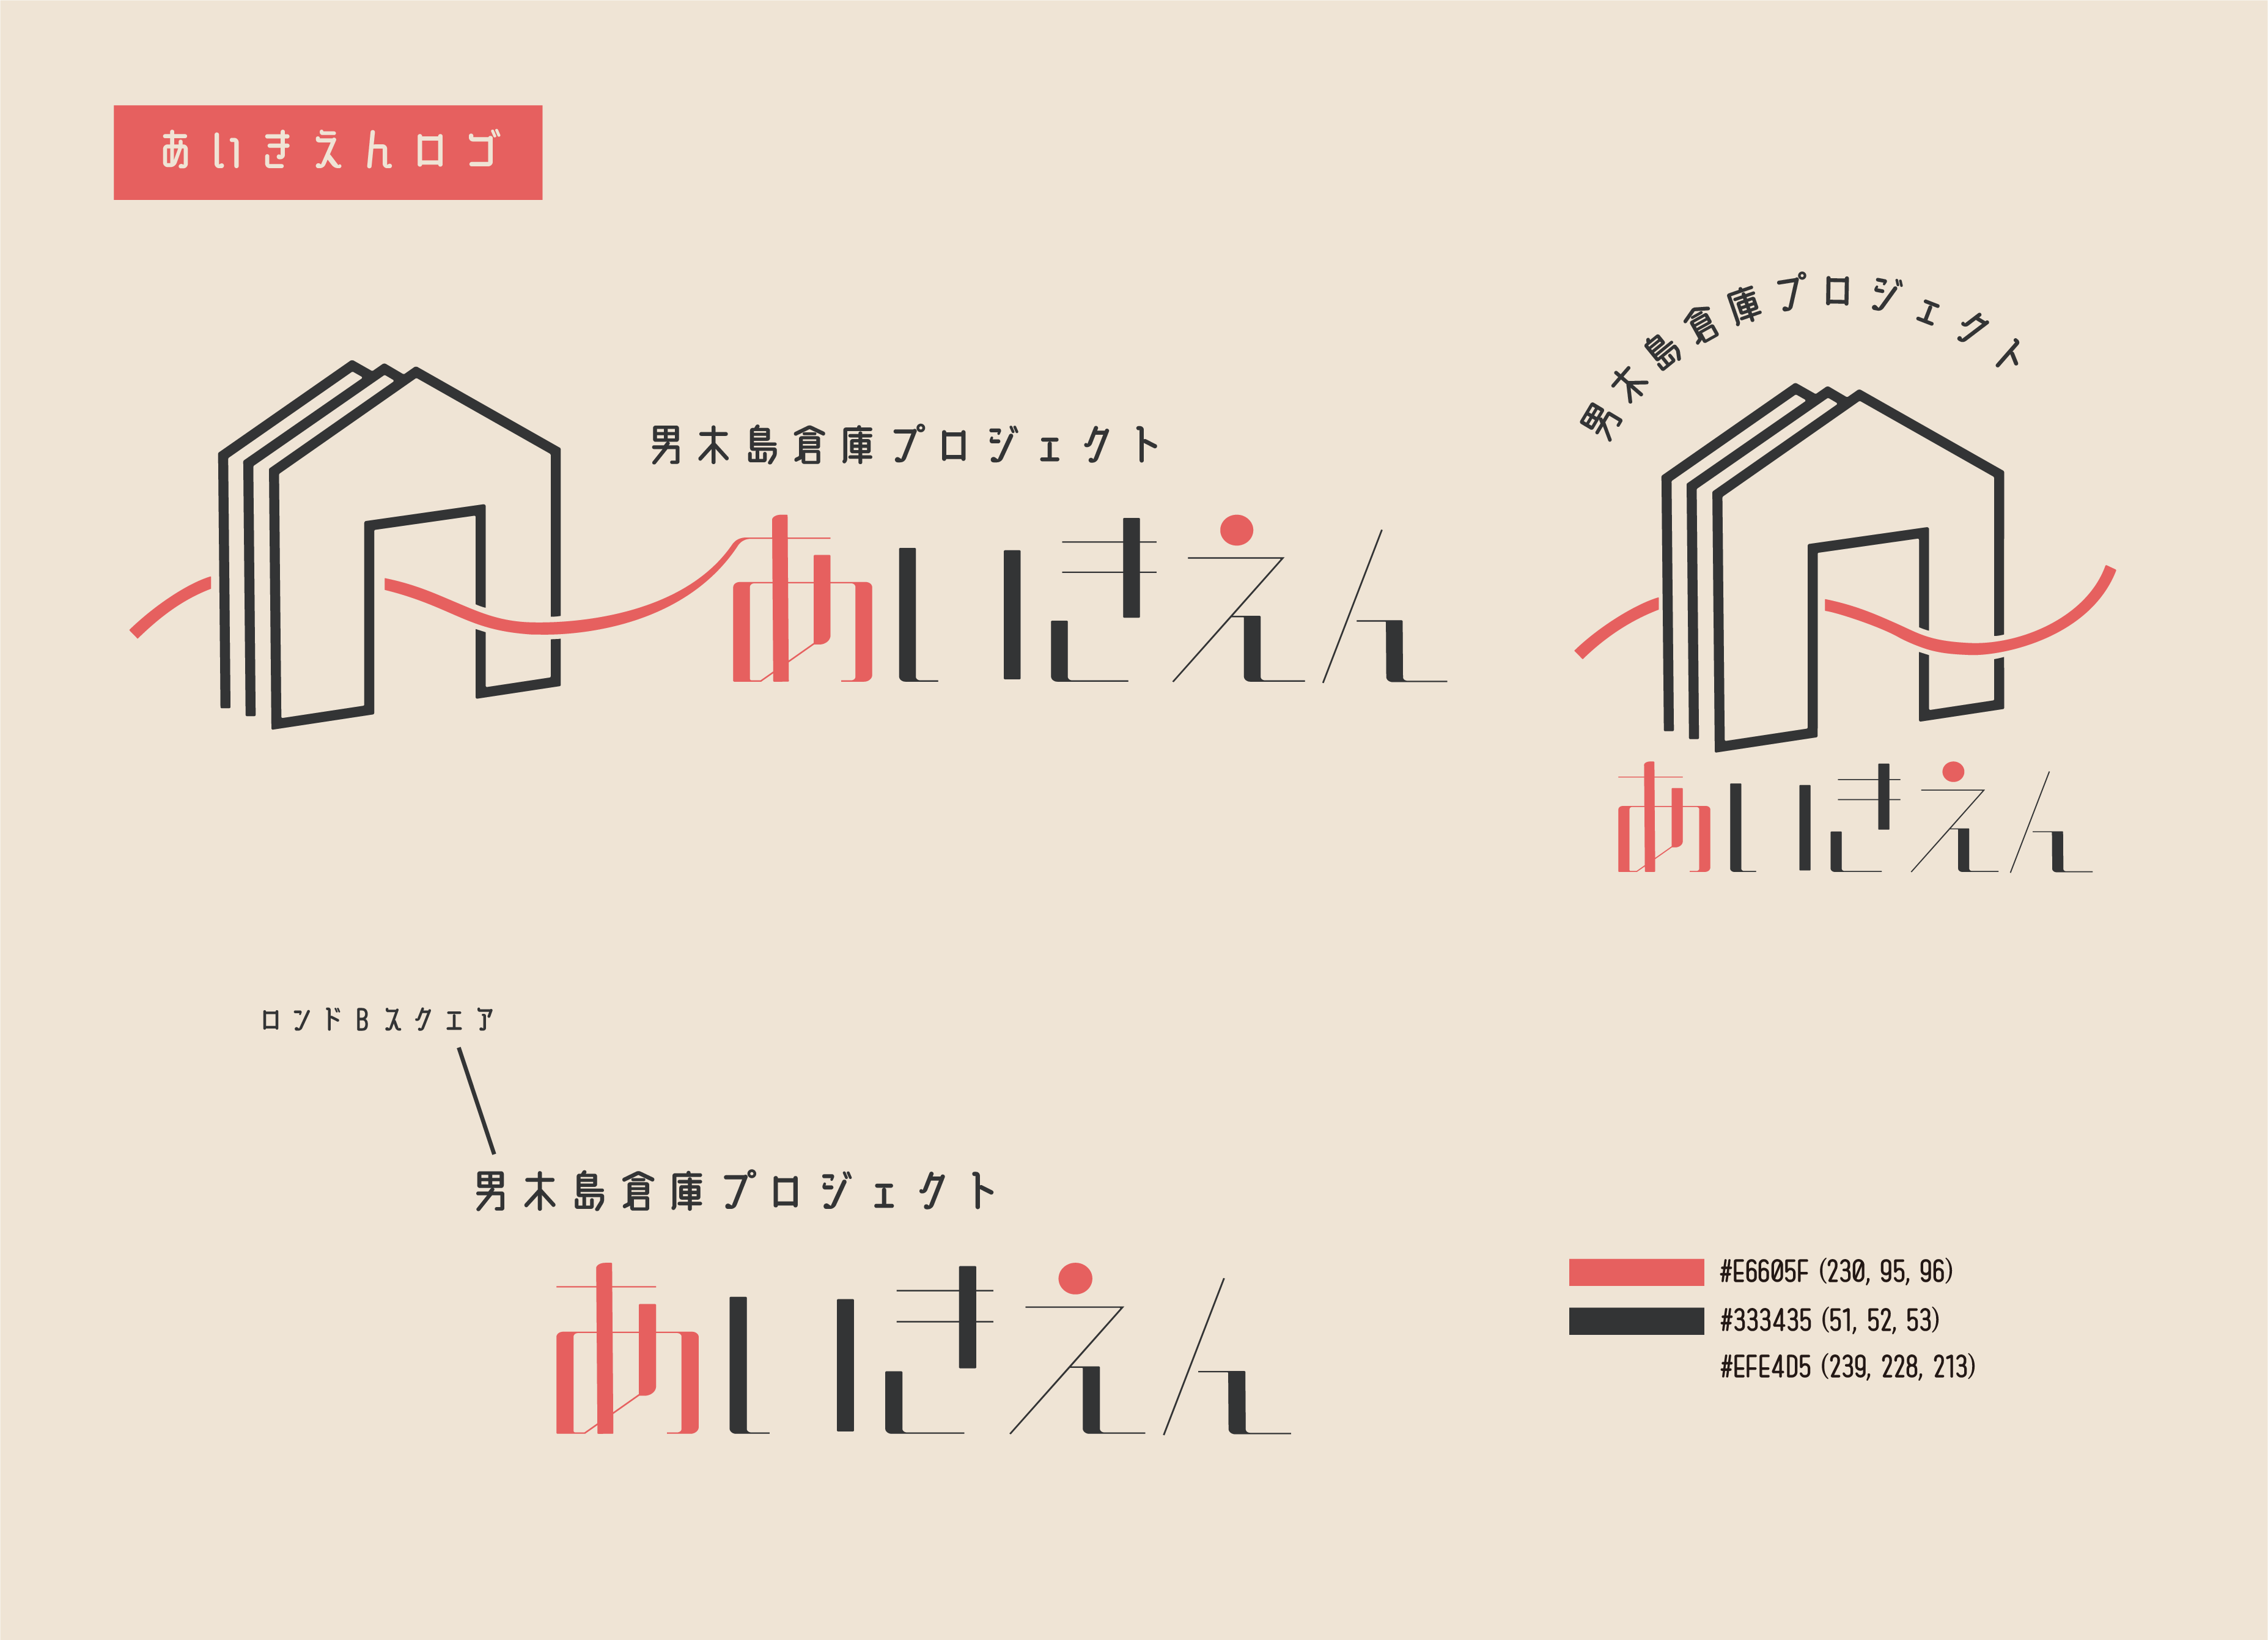 あいきえんロゴ
男木島倉庫プロジェクト
あいきえん
男木島倉庫プロジェクト
あいきえん
ロンドBスクエア
男木島倉庫プロジェクト
あいきえん
#E6605F (230, 95, 96)
#333435 (51, 52, 53)
#EFE4D5 (239, 228, 213)